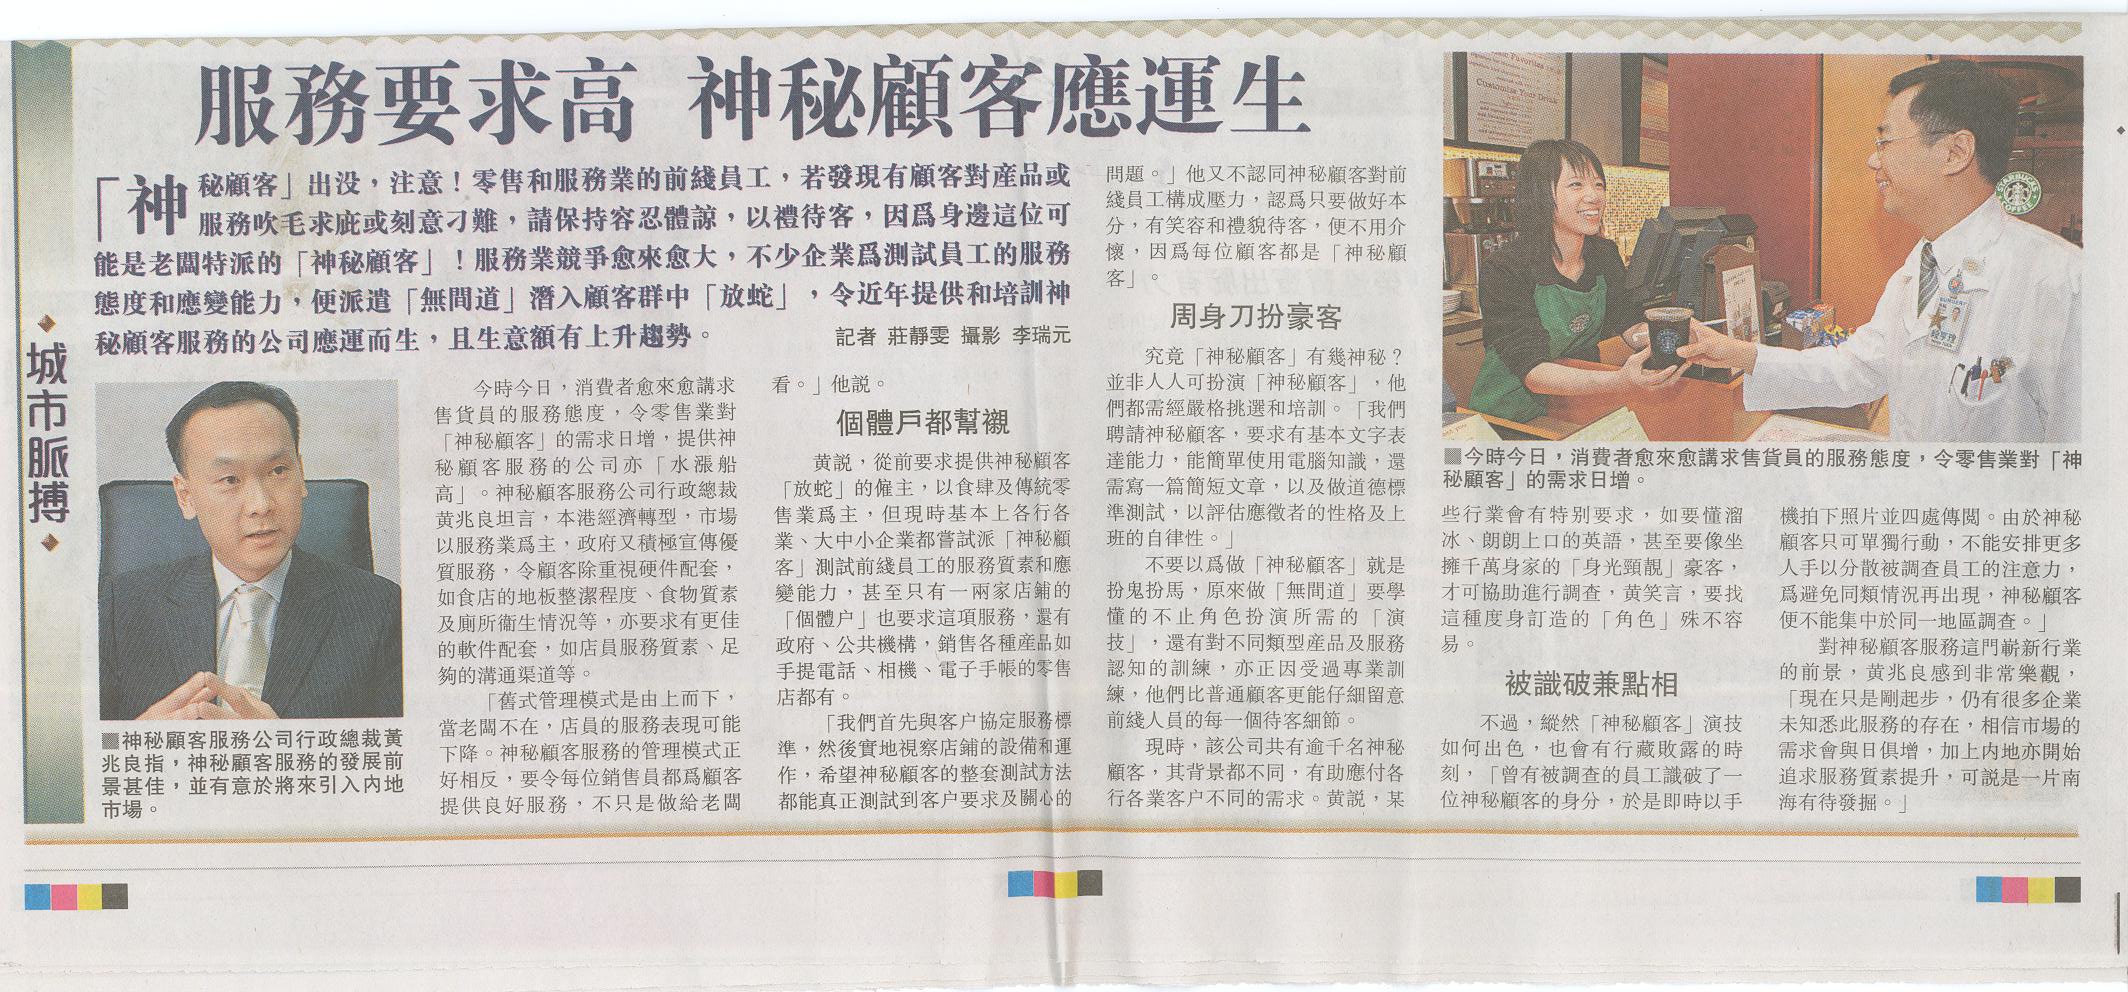 服務要求高 神秘顧客應運生
城市脈搏
「神秘顧客」出没，注意！零售和服務業的前綫員工，若發現有顧客對産品或
服務吹毛求庇或刻意刁難，請保持容忍體諒，以禮待客，因爲身邊這位可
能是老闆特派的「神秘顧客」！服務業競爭愈來愈大，不少企業爲測試員工的服務
態度和應變能力，便派遣「無間道」潛入顧客群中「放蛇」，令近年提供和培訓神
秘顧客服務的公司應運而生，且生意額有上升趨勢。
記者 莊靜雯 攝影 李瑞元
■神秘顧客服務公司行政總裁黃
兆良指，神秘顧客服務的發展前
景甚佳，並有意於將來引入內地
市場。
今時今日，消費者愈來愈講求
售貨員的服務態度，令零售業對
「神秘顧客」的需求日增，提供神
秘顧客服務的公司亦「水漲船
高」。神秘顧客服務公司行政總裁
黃兆良坦言，本港經濟轉型，市場
以服務業爲主，政府又積極宣傳優
質服務，令顧客除重視硬件配套，
如食店的地板整潔程度、食物質素
及廁所衞生情況等，亦要求有更佳
的軟件配套，如店員服務質素、足
夠的溝通渠道等。
「舊式管理模式是由上而下，
當老闆不在，店員的服務表現可能
下降。神秘顧客服務的管理模式正
好相反，要令每位銷售員都爲顧客
提供良好服務，不只是做給老闆
看。」他説。
個體戶都幫襯
黃説，從前要求提供神秘顧客
「放蛇」的僱主，以食肆及傳統零
售業爲主，但現時基本上各行各
業、大中小企業都嘗試派「神秘顧
客」測試前綫員工的服務質素和應
變能力，甚至只有一兩家店鋪的
「個體户」也要求這項服務，還有
政府、公共機構，銷售各種産品如
手提電話、相機、電子手帳的零售
店都有。
「我們首先與客户協定服務標
準，然後實地視察店鋪的設備和運
作，希望神秘顧客的整套測試方法
都能真正測試到客户要求及關心的
問題。」他又不認同神秘顧客對前
綫員工構成壓力，認爲只要做好本
分，有笑容和禮貌待客，便不用介
懷，因爲每位顧客都是「神秘顧
客」。
周身刀扮豪客
究竟「神秘顧客」有幾神秘？
並非人人可扮演「神秘顧客」，他
們都需經嚴格挑選和培訓。「我們
聘請神秘顧客，要求有基本文字表
達能力，能簡單使用電腦知識，還
需寫一篇簡短文章，以及做道德標
準測試，以評估應徵者的性格及上
班的自律性。」
不要以爲做「神秘顧客」就是
扮鬼扮馬，原來做「無間道」要學
懂的不止角色扮演所需的「演
技」，還有對不同類型産品及服務
認知的訓練，亦正因受過專業訓
練，他們比普通顧客更能仔細留意
前綫人員的每一個待客細節。
現時，該公司共有逾千名神秘
顧客，其背景都不同，有助應付各
行各業客户不同的需求。黃説，某
Customize Your Drink
STARBUCKS
COFFEE
■今時今日，消費者愈來愈講求售貨員的服務態度，令零售業對「神
秘顧客」的需求日增。
些行業會有特别要求，如要懂溜
冰、朗朗上口的英語，甚至要像坐
擁千萬身家的「身光頸靚」豪客，
才可協助進行調查，黃笑言，要找
這種度身訂造的「角色」殊不容
易。
被識破兼點相
不過，縱然「神秘顧客」演技
如何出色，也會有行藏敗露的時
刻，「曾有被調查的員工識破了一
位神秘顧客的身分，於是即時以手
機拍下照片並四處傳閲。由於神秘
顧客只可單獨行動，不能安排更多
人手以分散被調查員工的注意力，
爲避免同類情況再出現，神秘顧客
便不能集中於同一地區調查。」
對神秘顧客服務這門嶄新行業
的前景，黃兆良感到非常樂觀，
「現在只是剛起步，仍有很多企業
未知悉此服務的存在，相信市場的
需求會與日俱增，加上内地亦開始
追求服務質素提升，可説是一片南
海有待發掘。」